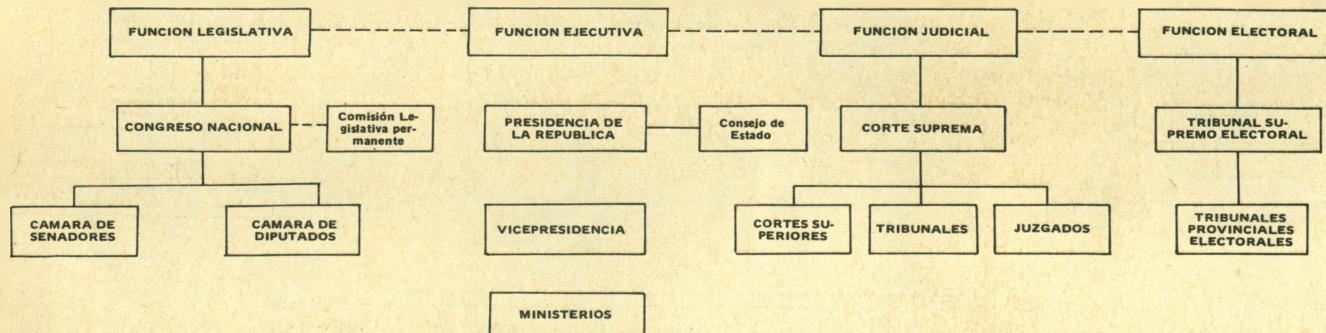 FUNCION LEGISLATIVA
FUNCION EJECUTIVA
FUNCION JUDICIAL
FUNCION ELECTORAL
CONGRESO NACIONAL
Comisión Le-
gislativa per-
manente
PRESIDENCIA DE
LA REPUBLICA
Consejo de
Estado
CORTE SUPREMA
TRIBUNAL SU-
PREMO ELECTORAL
CAMARA DE
SENADORES
CAMARA DE
DIPUTADOS
VICEPRESIDENCIA
CORTES SU-
PERIORES
TRIBUNALES
JUZGADOS
TRIBUNALES
PROVINCIALES
ELECTORALES
MINISTERIOS